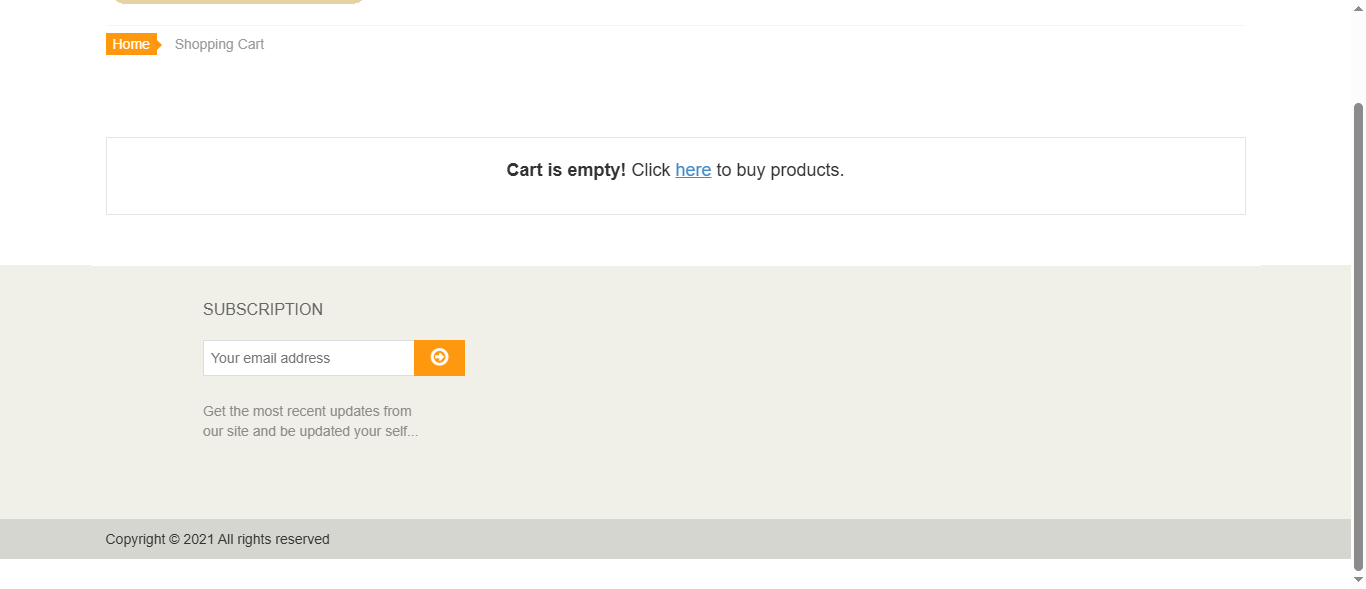 Home Shopping Cart
Cart is empty! Click here to buy products.
SUBSCRIPTION
Your email address
Get the most recent updates from
our site and be updated your self...
Copyright © 2021 All rights reserved